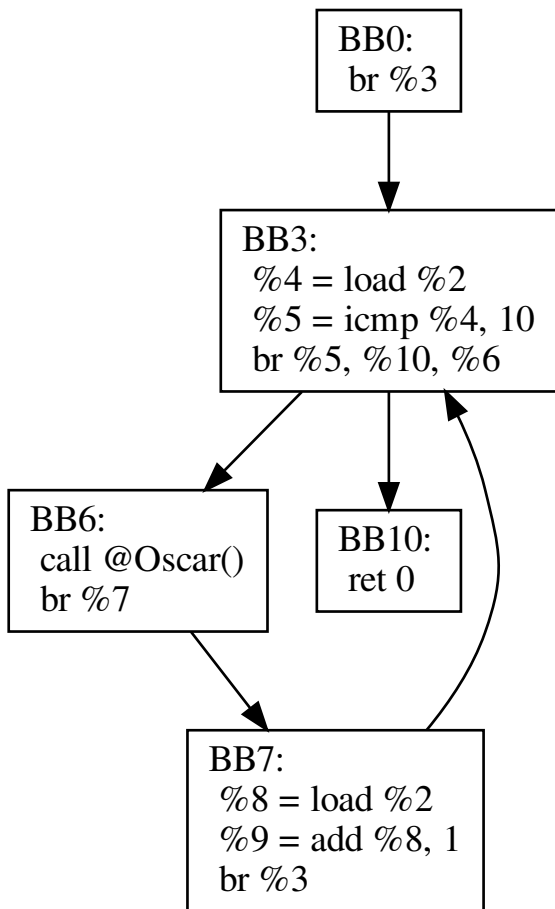 BB0:
br %3
BB3:
%4 = load %2
%5 = icmp %4, 10
br %5, %10, %6
BB6:
call @Oscar()
br %7
BB10:
ret 0
BB7:
%8 = load %2
%9 = add %8, 1
br %3